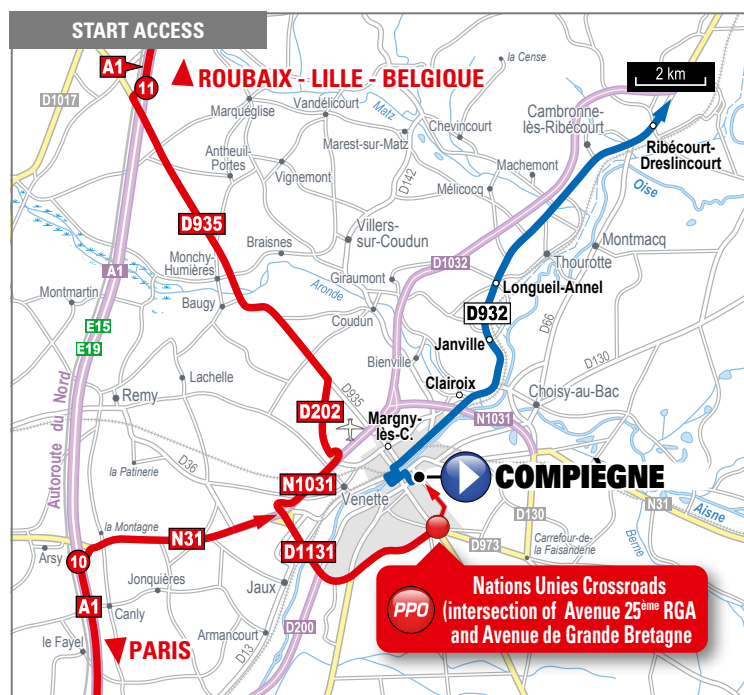 START ACCESS
A1
11
ROUBAIX - LILLE - BELGIQUE
2 km
D1017
Marquéglise
Vandélicourt
Matz
la Cense
Chevincourt
Cambronne-
lès-Ribécourt
Ribécourt-
Dreslincourt
Antheuil-
Portes
Vignemont
Marest-sur-Matz
D142
Machemont
Mélicocq
Oise
D935
Villers-
sur-Coudun
Braisnes
Monchy-
Humières
A1
Giraumont
D1032
Thourotte
Montmacq
Aronde
Longueil-Annel
Montmartin
Baugy
Coudun
D932
D66
E15
E19
Janville
Bienville
D130
Lachelle
D935
Clairoix
Choisy-au-Bac
Remy
D202
Margny-
lès-C.
N1031
Autoroute du Nord
la Patinerie
D36
N1031
Venette
COMPIÈGNE
N31
Aisne
la Montagne
N31
D130
Berne
Arsy
10
D1131
D973
Carrefour-de-
la Faisanderie
Jonquières
Jaux
A1
Canly
PPO
Nations Unies Crossroads
(intersection of Avenue 25ème RGA
and Avenue de Grande Bretagne
le Fayel
Armancourt
D200
D13
PARIS